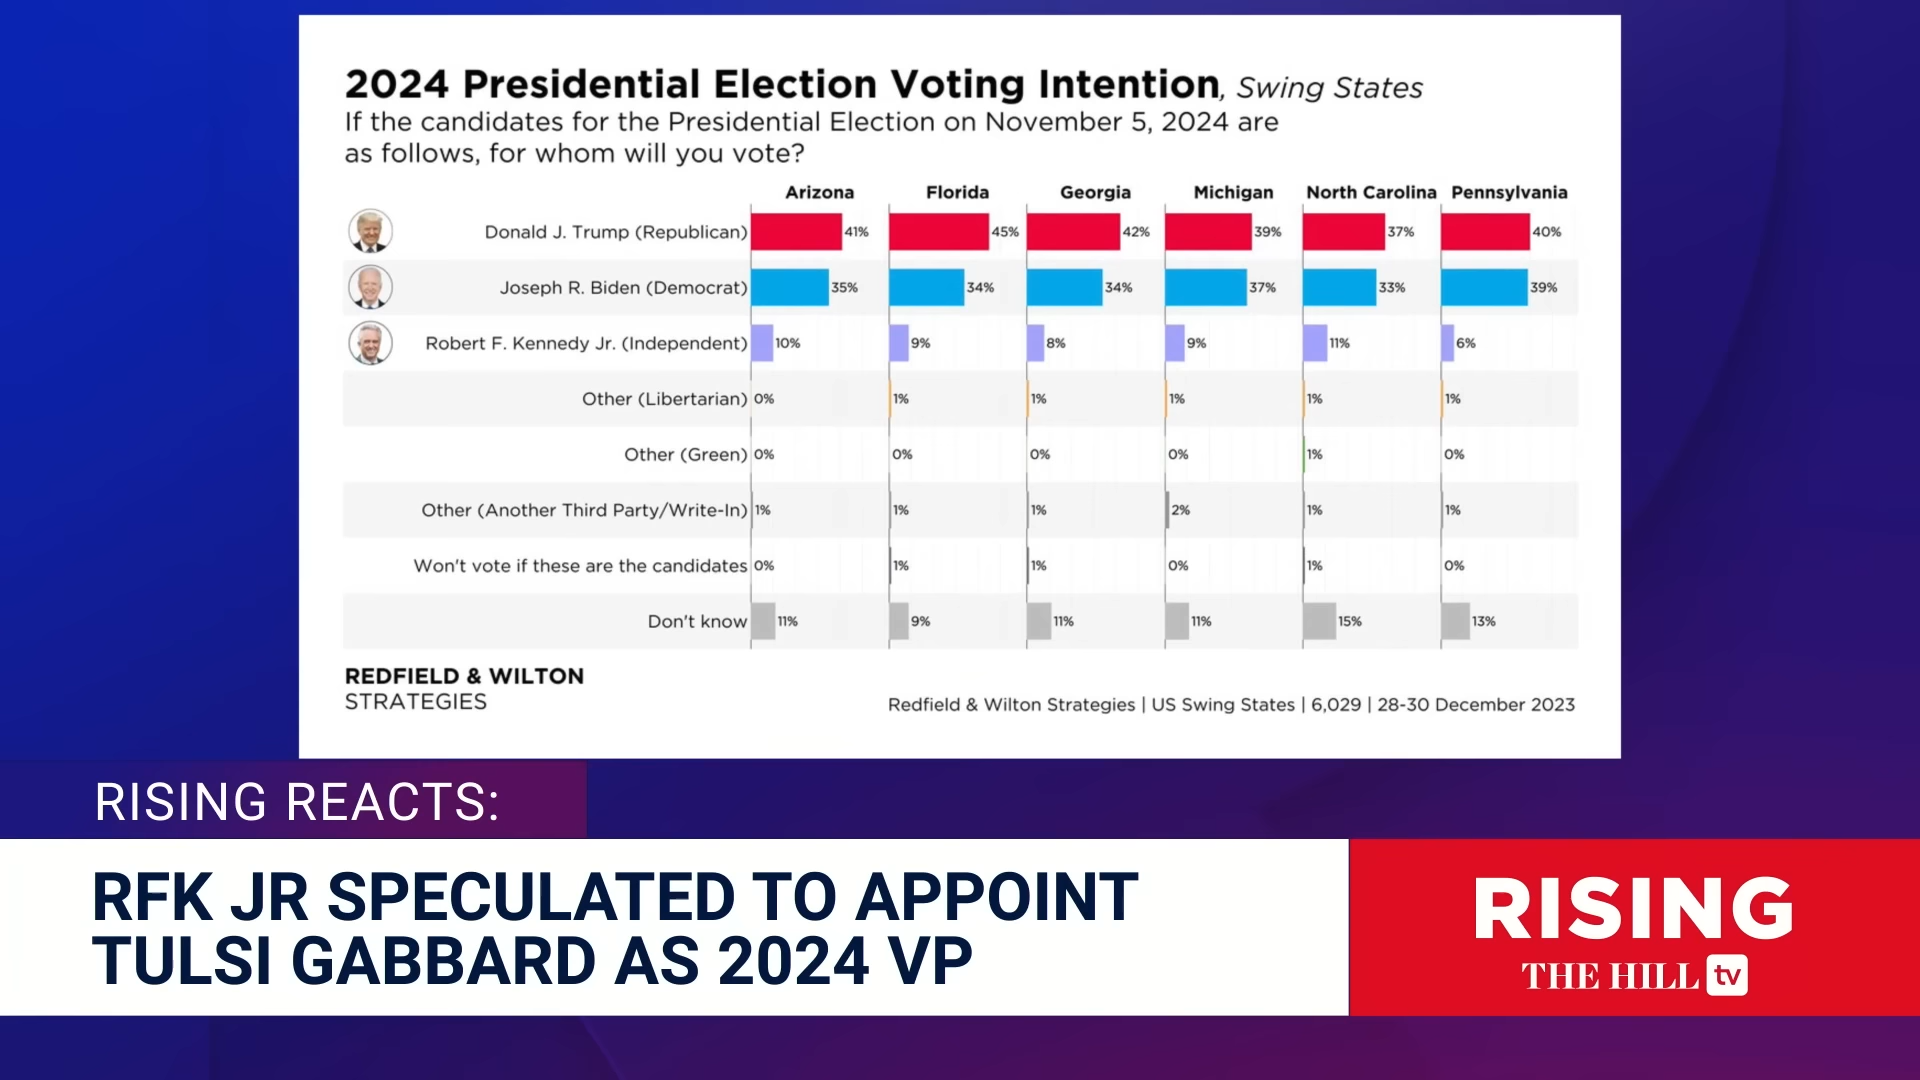 2024 Presidential Election Voting Intention, Swing States
If the candidates for the Presidential Election on November 5, 2024 are
as follows, for whom will you vote?
Arizona Florida Georgia Michigan North Carolina Pennsylvania
Donald J. Trump (Republican) 41% 45% 42% 39% 37% 40%
Joseph R. Biden (Democrat) 35% 34% 34% 37% 33% 39%
Robert F. Kennedy Jr. (Independent) 10% 9% 8% 9% 11% 6%
Other (Libertarian) 0% 1% 1% 1% 1% 1%
Other (Green) 0% 0% 0% 0% 1% 0%
Other (Another Third Party/Write-In) 1% 1% 1% 2% 1% 1%
Won't vote if these are the candidates 0% 1% 1% 0% 1% 0%
Don't know 11% 9% 11% 11% 15% 13%
REDFIELD & WILTON
STRATEGIES
Redfield & Wilton Strategies | US Swing States | 6,029 | 28-30 December 2023
RISING REACTS:
RFK JR SPECULATED TO APPOINT
TULSI GABBARD AS 2024 VP
RISING
THE HILL tv